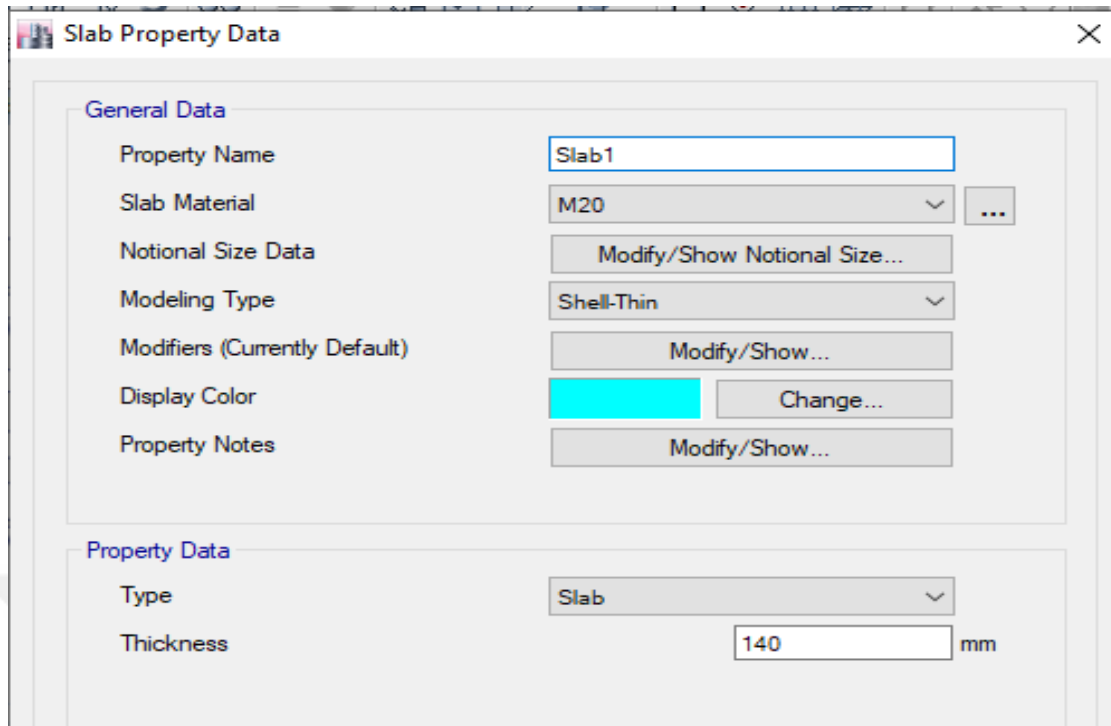 Slab Property Data
General Data
Property Name Slab1
Slab Material M20 ...
Notional Size Data Modify/Show Notional Size...
Modeling Type Shell-Thin
Modifiers (Currently Default) Modify/Show...
Display Color Change...
Property Notes Modify/Show...
Property Data
Type Slab
Thickness 140 mm